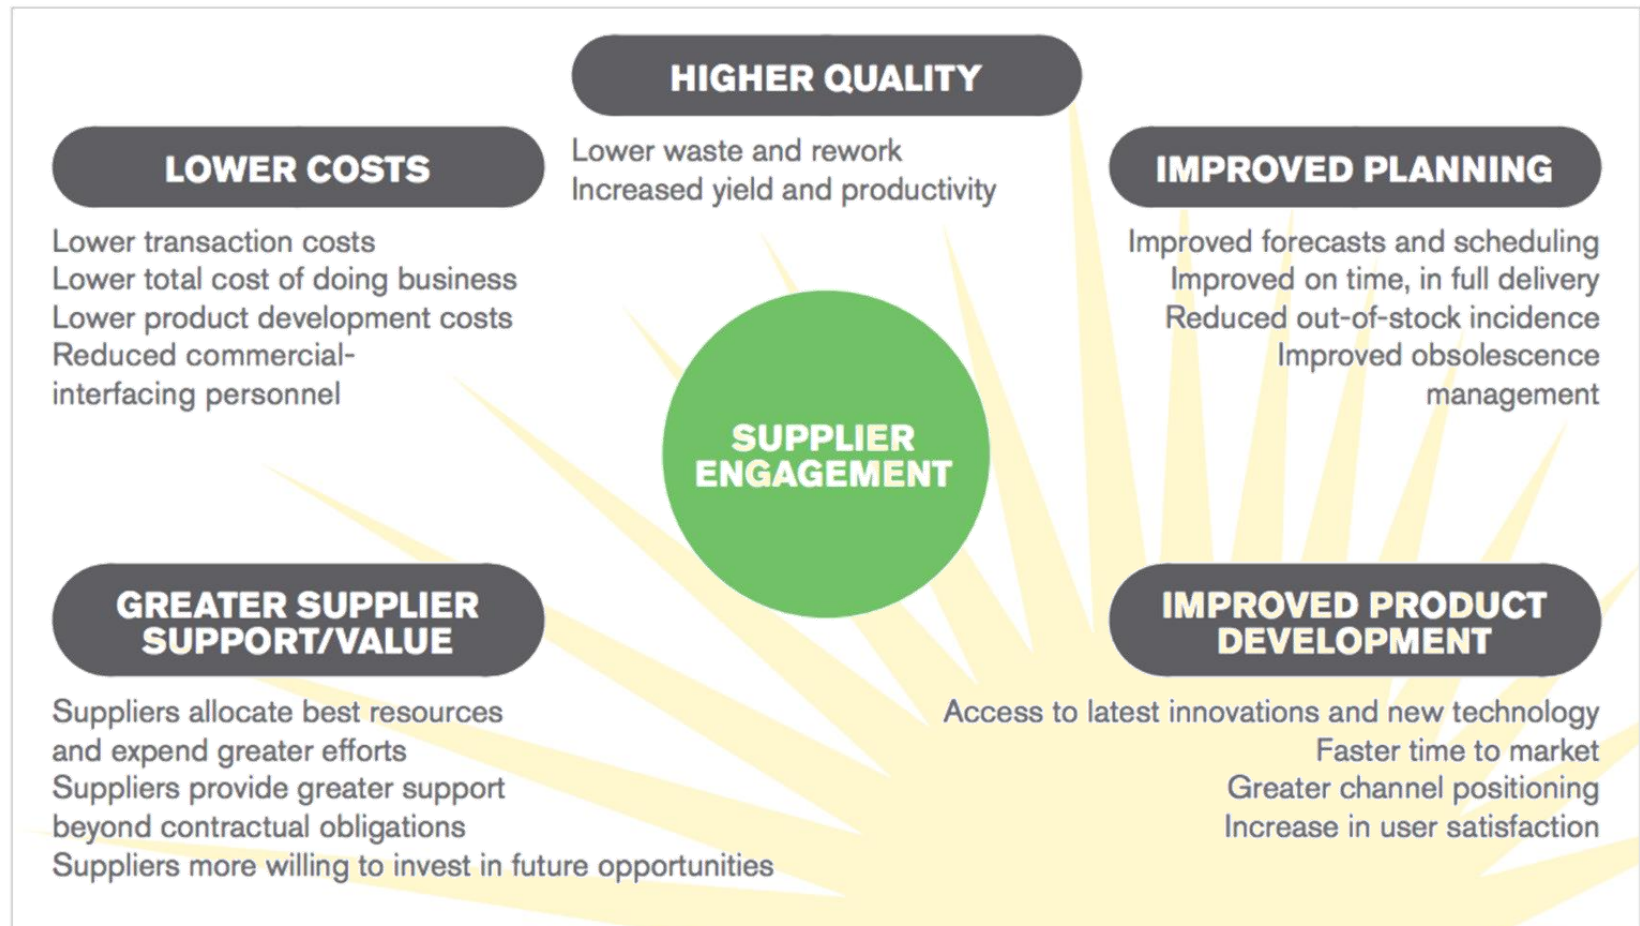 HIGHER QUALITY
Lower waste and rework
Increased yield and productivity
LOWER COSTS
Lower transaction costs
Lower total cost of doing business
Lower product development costs
Reduced commercial-
interfacing personnel
IMPROVED PLANNING
Improved forecasts and scheduling
Improved on time, in full delivery
Reduced out-of-stock incidence
Improved obsolescence
management
SUPPLIER
ENGAGEMENT
GREATER SUPPLIER
SUPPORT/VALUE
Suppliers allocate best resources
and expend greater efforts
Suppliers provide greater support
beyond contractual obligations
Suppliers more willing to invest in future opportunities
IMPROVED PRODUCT
DEVELOPMENT
Access to latest innovations and new technology
Faster time to market
Greater channel positioning
Increase in user satisfaction